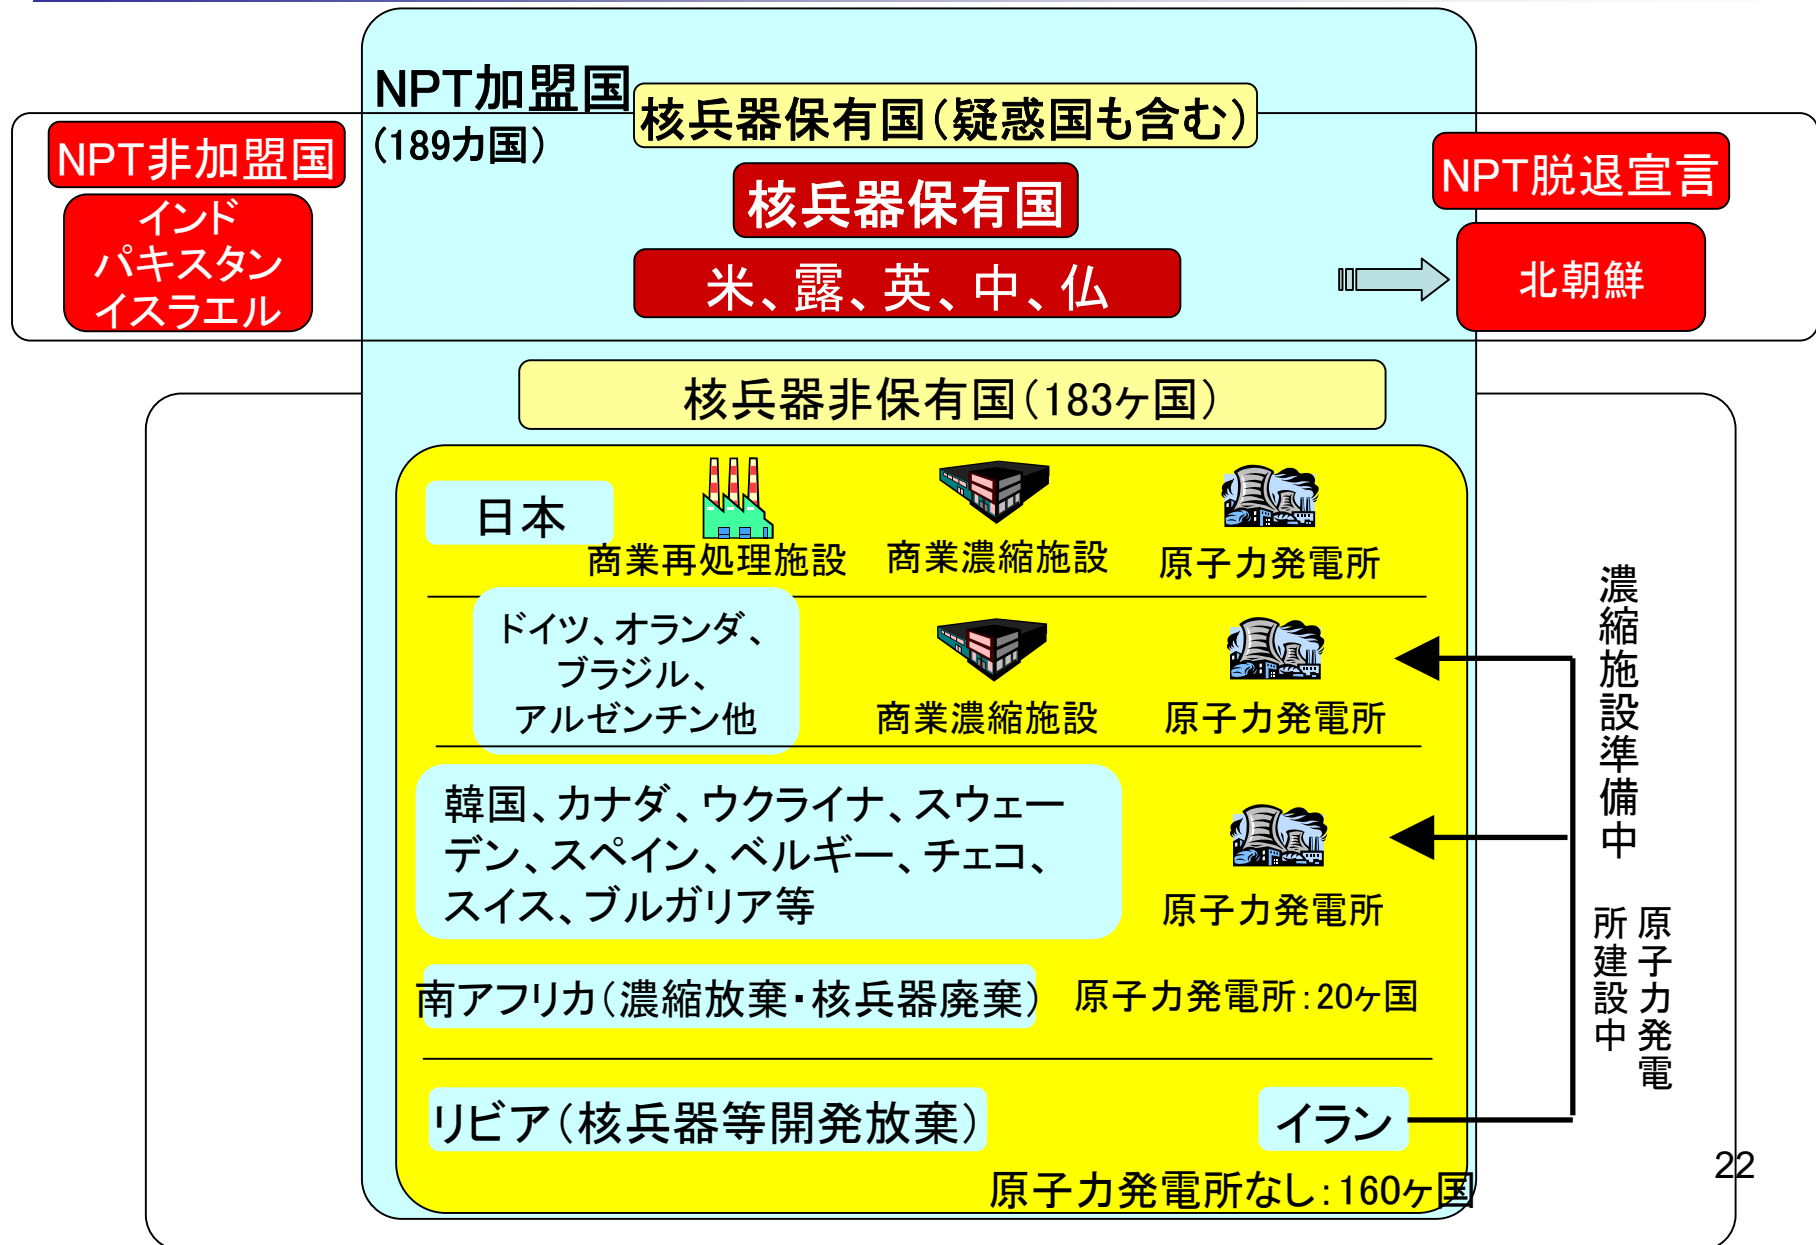 NPT加盟国
(189カ国)
核兵器保有国(疑惑国も含む)
NPT非加盟国
インド
パキスタン
イスラエル
核兵器保有国
米、露、英、中、仏
NPT脱退宣言
北朝鮮
核兵器非保有国(183ヶ国)
日本
商業再処理施設
商業濃縮施設
原子力発電所
ドイツ、オランダ、
ブラジル、
アルゼンチン他
商業濃縮施設
原子力発電所
韓国、カナダ、ウクライナ、スウェー
デン、スペイン、ベルギー、チェコ、
スイス、ブルガリア等
原子力発電所
南アフリカ(濃縮放棄・核兵器廃棄)
原子力発電所:20ヶ国
リビア(核兵器等開発放棄)
イラン
原子力発電所なし:160ヶ国
濃縮施設準備中
原子力発電
所建設中
22